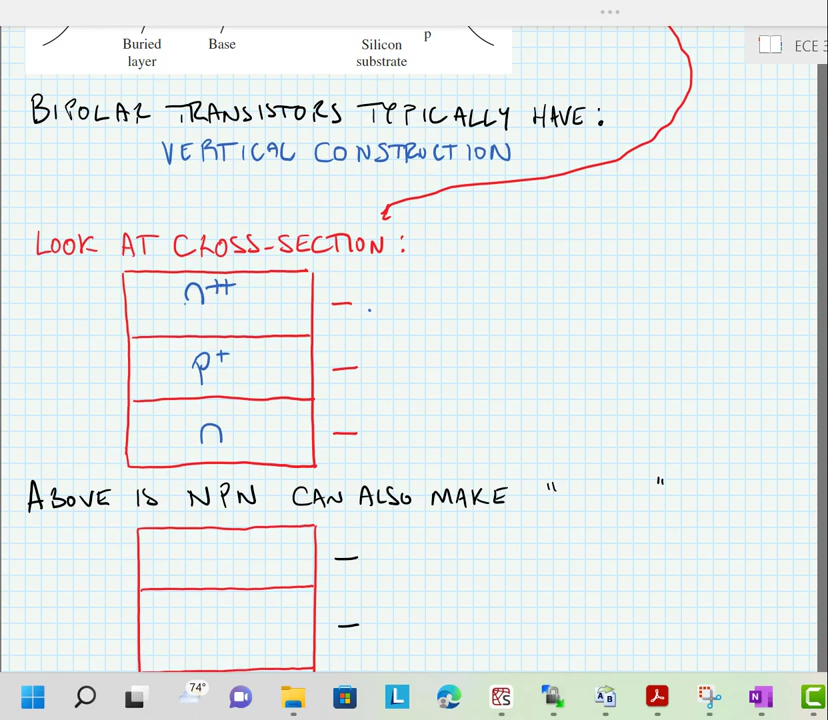 Buried layer
Base
Silicon substrate
p
ECE 3
BIPOLAR TRANSISTORS TYPICALLY HAVE:
VERTICAL CONSTRUCTION
LOOK AT CROSS-SECTION:
n++ –
p+ –
n –
ABOVE IS NPN CAN ALSO MAKE " "
–
–
74°